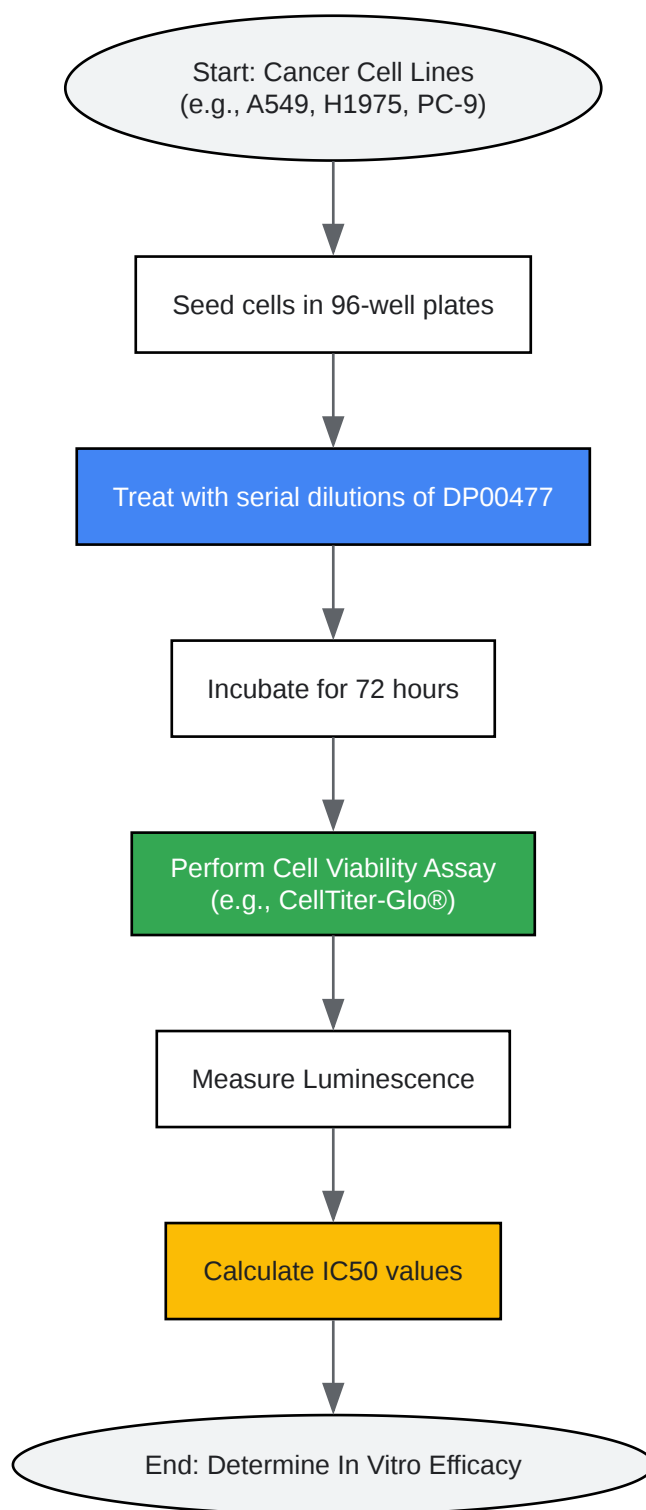 Start: Cancer Cell Lines
(e.g., A549, H1975, PC-9)
Seed cells in 96-well plates
Treat with serial dilutions of DP00477
Incubate for 72 hours
Perform Cell Viability Assay
(e.g., CellTiter-Glo®)
Measure Luminescence
Calculate IC50 values
End: Determine In Vitro Efficacy